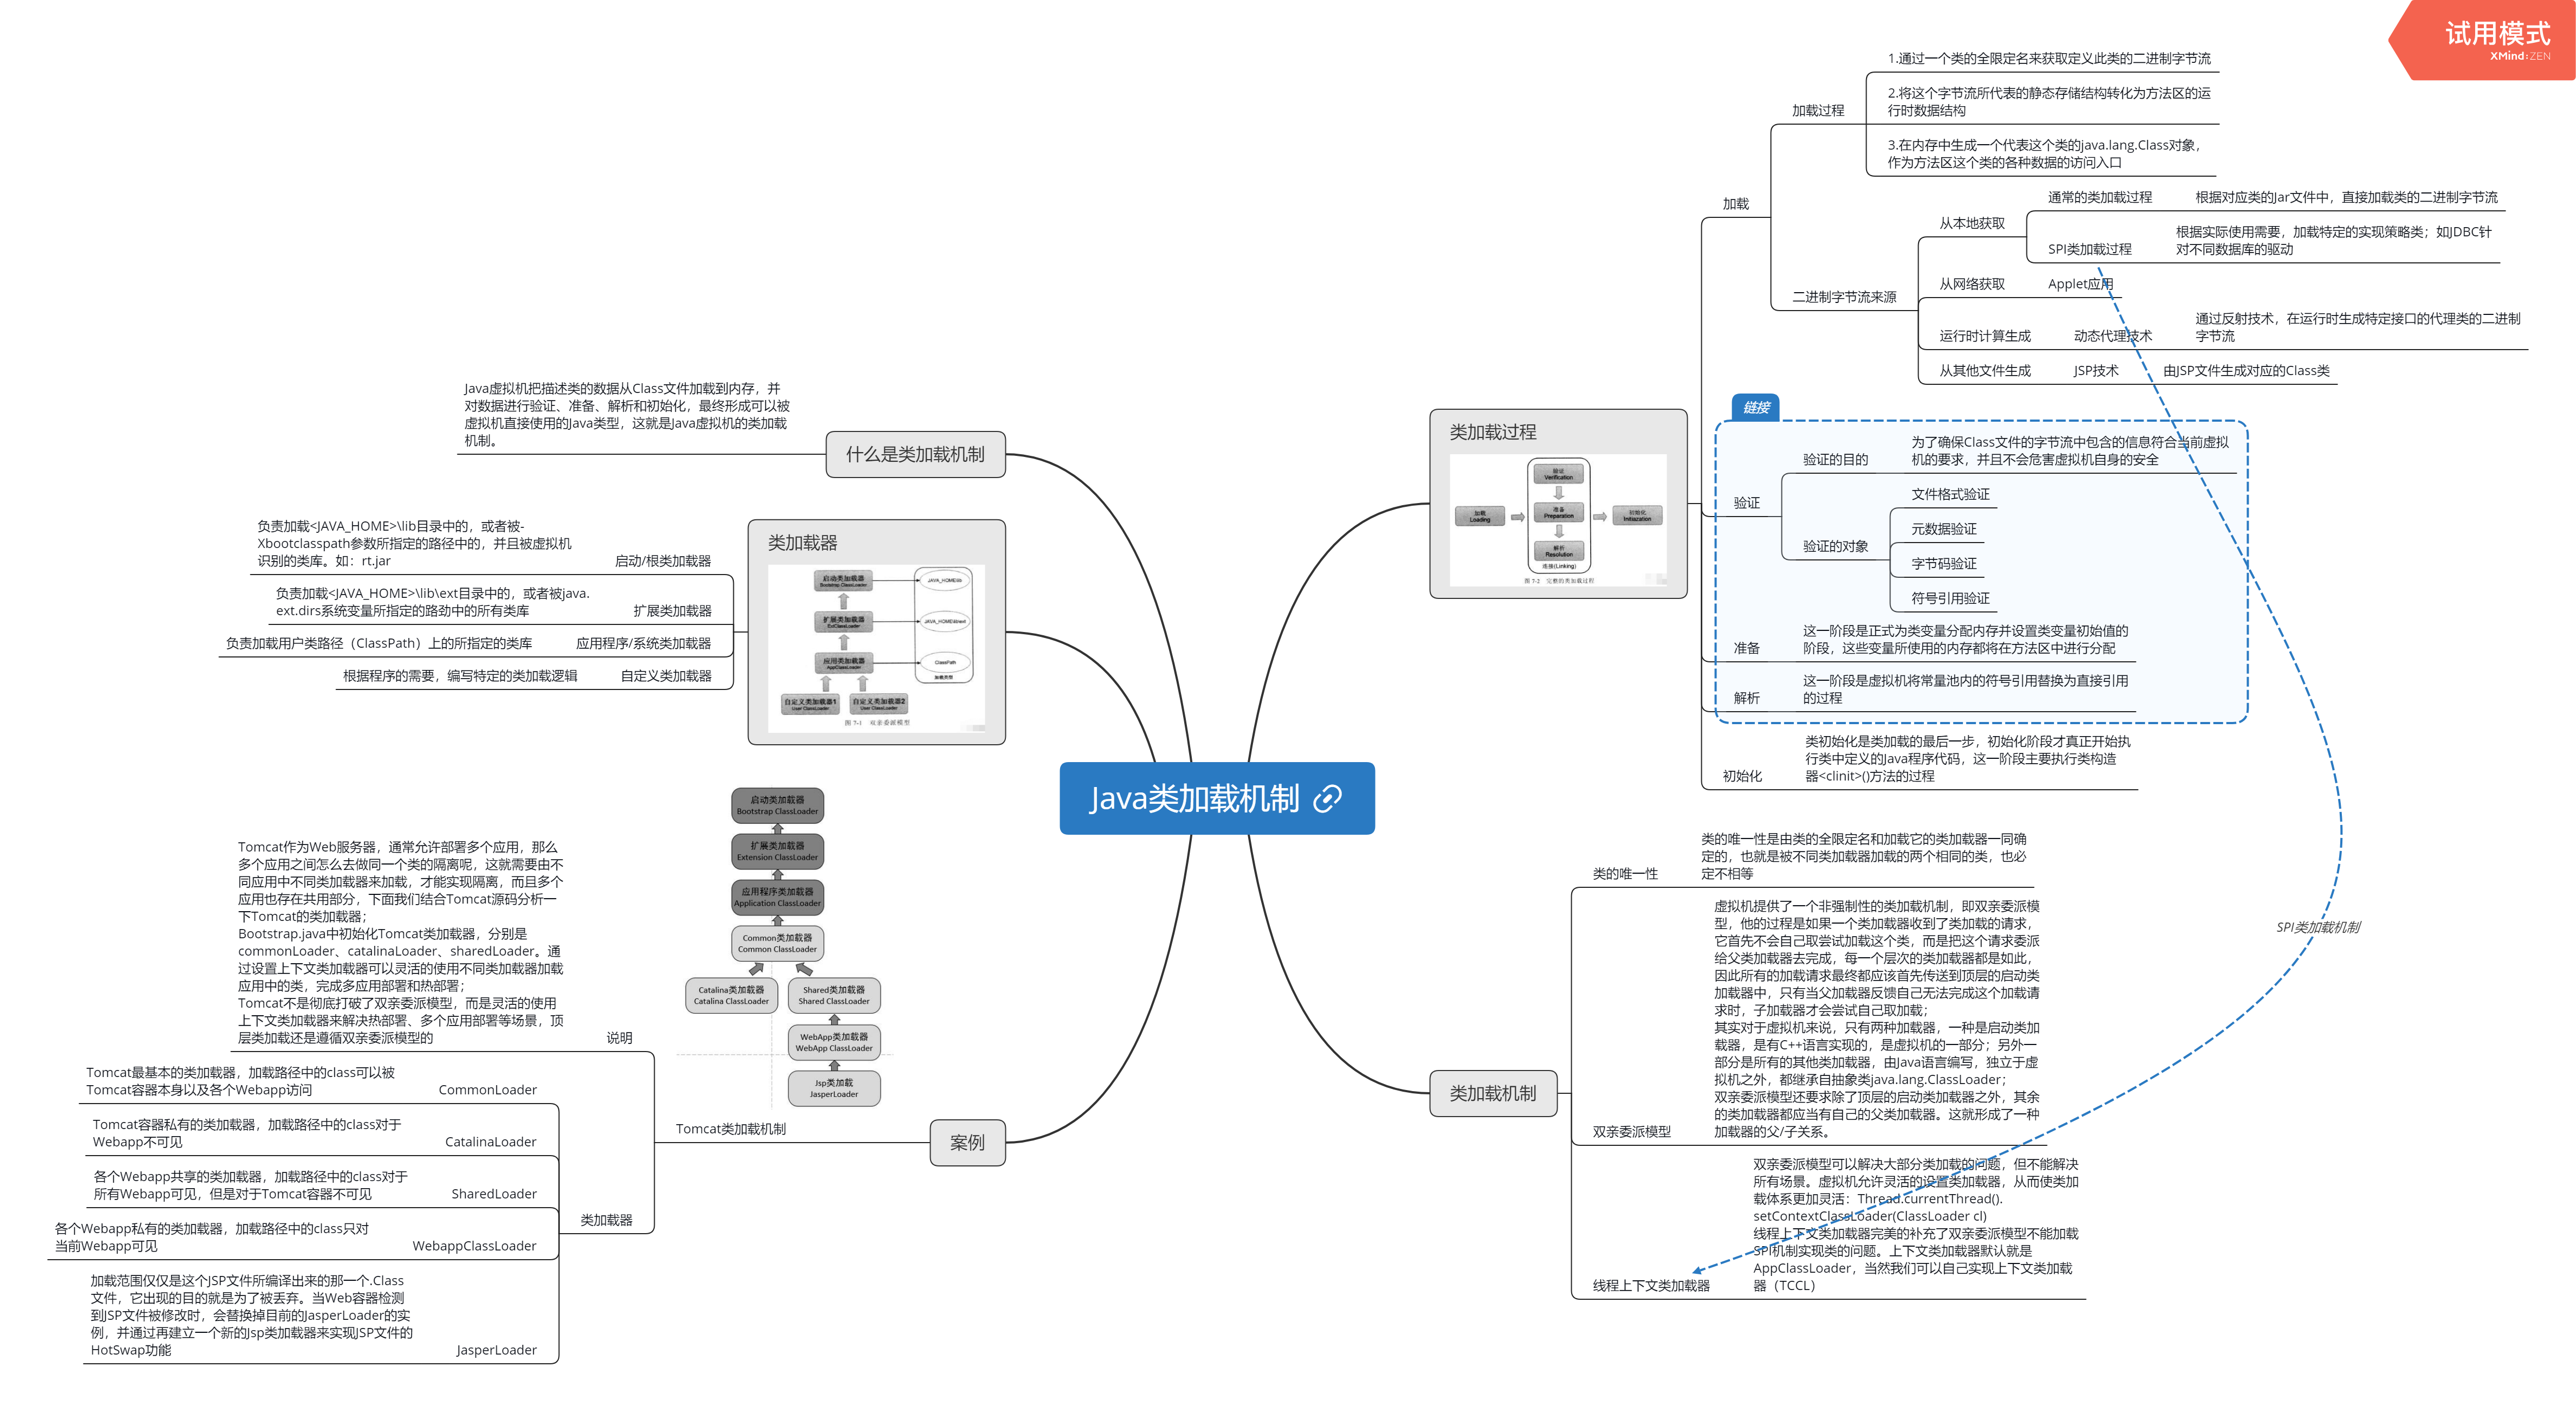 试用模式
XMind:ZEN
Java类加载机制
什么是类加载机制
Java虚拟机把描述类的数据从Class文件加载到内存，并
对数据进行验证、准备、解析和初始化，最终形成可以被
虚拟机直接使用的Java类型，这就是Java虚拟机的类加载
机制。
类加载器
启动类加载器
Bootstrap ClassLoader
JAVA_HOME\lib
扩展类加载器
ExtClassLoader
JAVA_HOME\lib\ext
应用类加载器
AppClassLoader
ClassPath
加载类型
自定义类加载器1
User ClassLoader
自定义类加载器2
User ClassLoader
图 7-1 双亲委派模型
启动/根类加载器
负责加载<JAVA_HOME>\lib目录中的，或者被-
Xbootclasspath参数所指定的路径中的，并且被虚拟机
识别的类库。如：rt.jar
扩展类加载器
负责加载<JAVA_HOME>\lib\ext目录中的，或者被java.
ext.dirs系统变量所指定的路劲中的所有类库
应用程序/系统类加载器
负责加载用户类路径（ClassPath）上的所指定的类库
自定义类加载器
根据程序的需要，编写特定的类加载逻辑
案例
Tomcat类加载机制
启动类加载器
Bootstrap ClassLoader
扩展类加载器
Extension ClassLoader
应用程序类加载器
Application ClassLoader
Common类加载器
Common ClassLoader
Catalina类加载器
Catalina ClassLoader
Shared类加载器
Shared ClassLoader
WebApp类加载器
WebApp ClassLoader
Jsp类加载
JasperLoader
说明
Tomcat作为Web服务器，通常允许部署多个应用，那么
多个应用之间怎么去做同一个类的隔离呢，这就需要由不
同应用中不同类加载器来加载，才能实现隔离，而且多个
应用也存在共用部分，下面我们结合Tomcat源码分析一
下Tomcat的类加载器；
Bootstrap.java中初始化Tomcat类加载器，分别是
commonLoader、catalinaLoader、sharedLoader。通
过设置上下文类加载器可以灵活的使用不同类加载器加载
应用中的类，完成多应用部署和热部署；
Tomcat不是彻底打破了双亲委派模型，而是灵活的使用
上下文类加载器来解决热部署、多个应用部署等场景，顶
层类加载还是遵循双亲委派模型的
类加载器
CommonLoader
Tomcat最基本的类加载器，加载路径中的class可以被
Tomcat容器本身以及各个Webapp访问
CatalinaLoader
Tomcat容器私有的类加载器，加载路径中的class对于
Webapp不可见
SharedLoader
各个Webapp共享的类加载器，加载路径中的class对于
所有Webapp可见，但是对于Tomcat容器不可见
WebappClassLoader
各个Webapp私有的类加载器，加载路径中的class只对
当前Webapp可见
JasperLoader
加载范围仅仅是这个JSP文件所编译出来的那一个.Class
文件，它出现的目的就是为了被丢弃。当Web容器检测
到JSP文件被修改时，会替换掉目前的JasperLoader的实
例，并通过再建立一个新的Jsp类加载器来实现JSP文件的
HotSwap功能
类加载过程
加载
Loading
验证
Verification
准备
Preparation
解析
Resolution
连接(Linking)
初始化
Initiazation
图 7-2 完整的类加载过程
加载
加载过程
1.通过一个类的全限定名来获取定义此类的二进制字节流
2.将这个字节流所代表的静态存储结构转化为方法区的运
行时数据结构
3.在内存中生成一个代表这个类的java.lang.Class对象，
作为方法区这个类的各种数据的访问入口
二进制字节流来源
从本地获取
通常的类加载过程
根据对应类的Jar文件中，直接加载类的二进制字节流
SPI类加载过程
根据实际使用需要，加载特定的实现策略类；如JDBC针
对不同数据库的驱动
从网络获取
Applet应用
运行时计算生成
动态代理技术
通过反射技术，在运行时生成特定接口的代理类的二进制
字节流
从其他文件生成
JSP技术
由JSP文件生成对应的Class类
链接
验证
验证的目的
为了确保Class文件的字节流中包含的信息符合当前虚拟
机的要求，并且不会危害虚拟机自身的安全
验证的对象
文件格式验证
元数据验证
字节码验证
符号引用验证
准备
这一阶段是正式为类变量分配内存并设置类变量初始值的
阶段，这些变量所使用的内存都将在方法区中进行分配
解析
这一阶段是虚拟机将常量池内的符号引用替换为直接引用
的过程
初始化
类初始化是类加载的最后一步，初始化阶段才真正开始执
行类中定义的Java程序代码，这一阶段主要执行类构造
器<clinit>()方法的过程
SPI类加载机制
类加载机制
类的唯一性
类的唯一性是由类的全限定名和加载它的类加载器一同确
定的，也就是被不同类加载器加载的两个相同的类，也必
定不相等
双亲委派模型
虚拟机提供了一个非强制性的类加载机制，即双亲委派模
型，他的过程是如果一个类加载器收到了类加载的请求，
它首先不会自己取尝试加载这个类，而是把这个请求委派
给父类加载器去完成，每一个层次的类加载器都是如此，
因此所有的加载请求最终都应该首先传送到顶层的启动类
加载器中，只有当父加载器反馈自己无法完成这个加载请
求时，子加载器才会尝试自己取加载；
其实对于虚拟机来说，只有两种加载器，一种是启动类加
载器，是有C++语言实现的，是虚拟机的一部分；另外一
部分是所有的其他类加载器，由Java语言编写，独立于虚
拟机之外，都继承自抽象类java.lang.ClassLoader；
双亲委派模型还要求除了顶层的启动类加载器之外，其余
的类加载器都应当有自己的父类加载器。这就形成了一种
加载器的父/子关系。
线程上下文类加载器
双亲委派模型可以解决大部分类加载的问题，但不能解决
所有场景。虚拟机允许灵活的设置类加载器，从而使类加
载体系更加灵活：Thread.currentThread().
setContextClassLoader(ClassLoader cl)
线程上下文类加载器完美的补充了双亲委派模型不能加载
SPI机制实现类的问题。上下文类加载器默认就是
AppClassLoader，当然我们可以自己实现上下文类加载
器（TCCL）